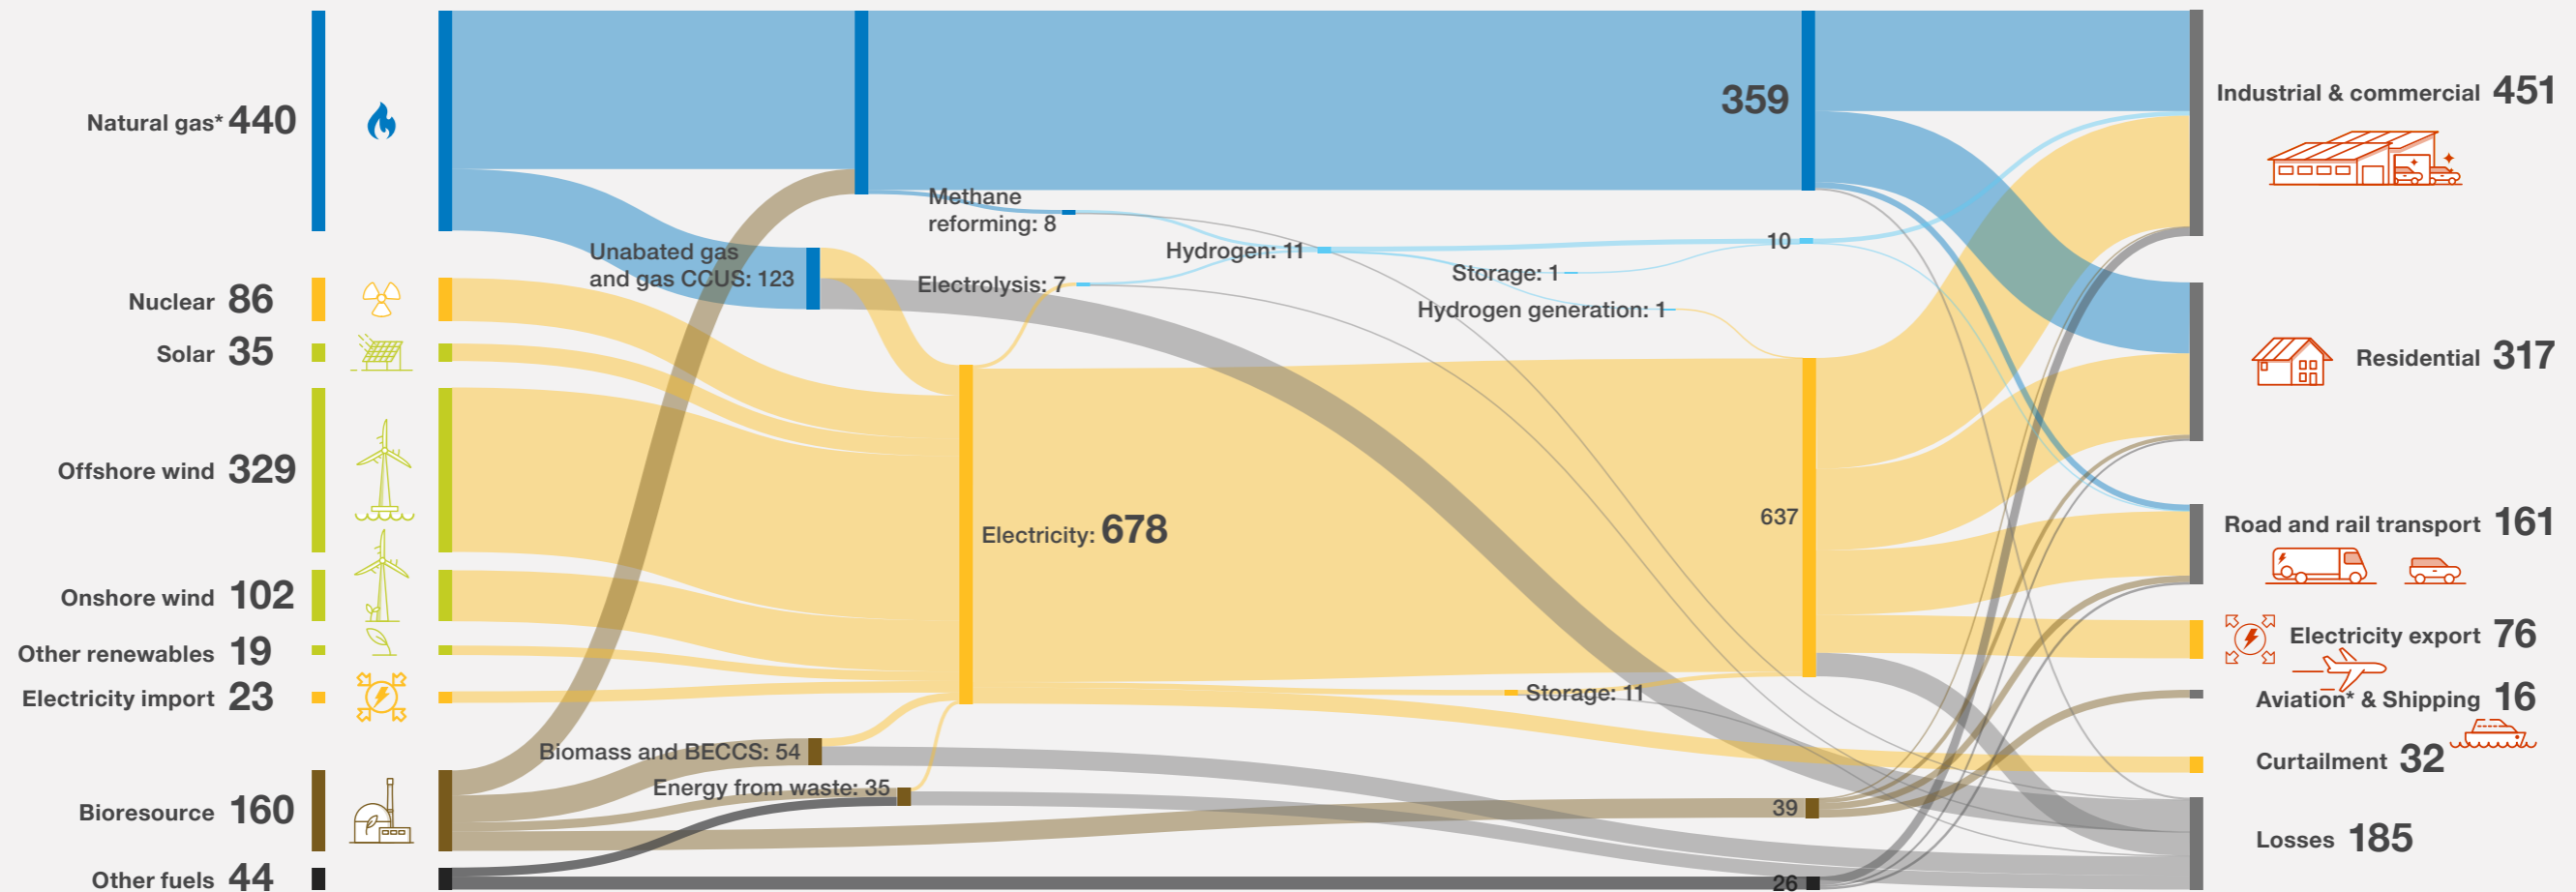 Natural gas* 440
Nuclear 86
Solar 35
Offshore wind 329
Onshore wind 102
Other renewables 19
Electricity import 23
Bioresource 160
Other fuels 44
Unabated gas
and gas CCUS: 123
Biomass and BECCS: 54
Energy from waste: 35
Methane
reforming: 8
Electrolysis: 7
Electricity: 678
Hydrogen: 11
Storage: 1
Hydrogen generation: 1
Storage: 11
359
10
637
39
26
Industrial & commercial 451
Residential 317
Road and rail transport 161
Electricity export 76
Aviation* & Shipping 16
Curtailment 32
Losses 185